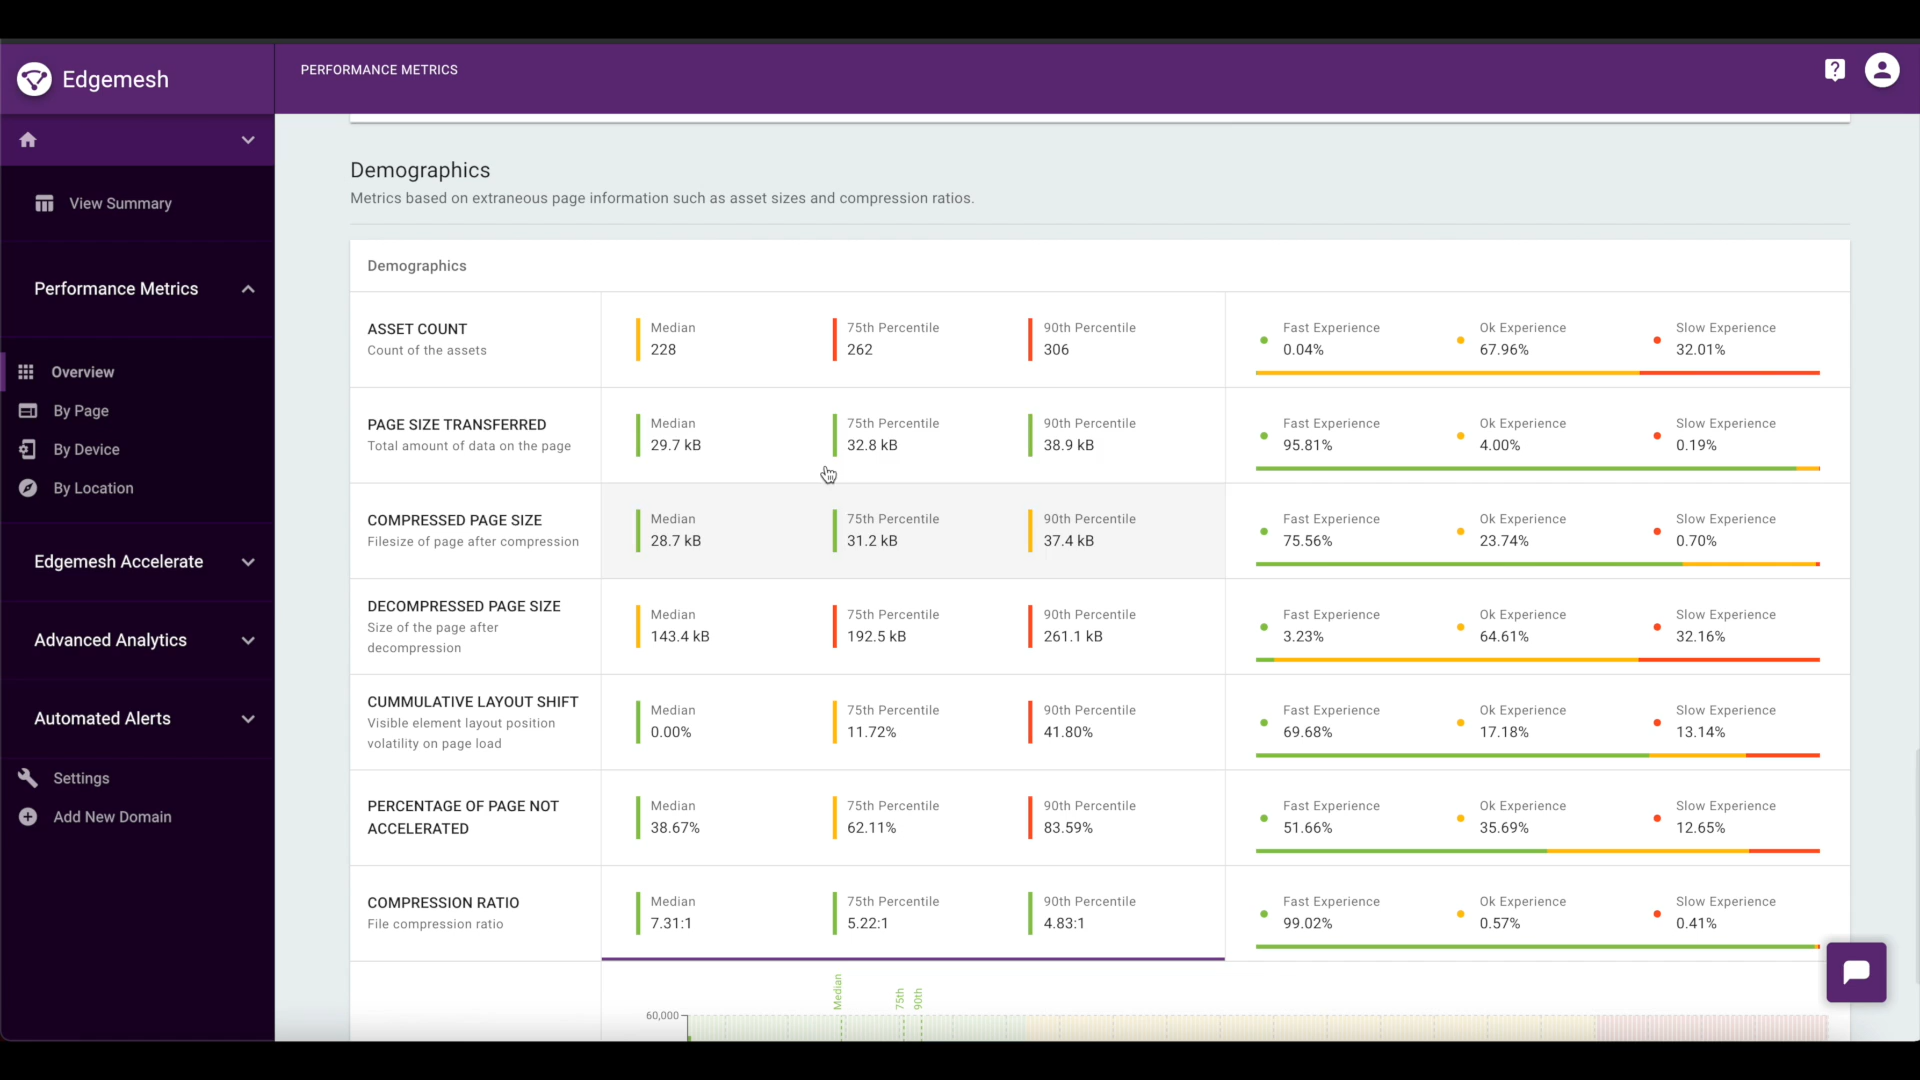 Edgemesh
PERFORMANCE METRICS
?
View Summary
Performance Metrics
Overview
By Page
By Device
By Location
Edgemesh Accelerate
Advanced Analytics
Automated Alerts
Settings
Add New Domain
Demographics
Metrics based on extraneous page information such as asset sizes and compression ratios.
Demographics
ASSET COUNT
Count of the assets
Median
228
75th Percentile
262
90th Percentile
306
Fast Experience
0.04%
Ok Experience
67.96%
Slow Experience
32.01%
PAGE SIZE TRANSFERRED
Total amount of data on the page
Median
29.7 kB
75th Percentile
32.8 kB
90th Percentile
38.9 kB
Fast Experience
95.81%
Ok Experience
4.00%
Slow Experience
0.19%
COMPRESSED PAGE SIZE
Filesize of page after compression
Median
28.7 kB
75th Percentile
31.2 kB
90th Percentile
37.4 kB
Fast Experience
75.56%
Ok Experience
23.74%
Slow Experience
0.70%
DECOMPRESSED PAGE SIZE
Size of the page after
decompression
Median
143.4 kB
75th Percentile
192.5 kB
90th Percentile
261.1 kB
Fast Experience
3.23%
Ok Experience
64.61%
Slow Experience
32.16%
CUMMULATIVE LAYOUT SHIFT
Visible element layout position
volatility on page load
Median
0.00%
75th Percentile
11.72%
90th Percentile
41.80%
Fast Experience
69.68%
Ok Experience
17.18%
Slow Experience
13.14%
PERCENTAGE OF PAGE NOT
ACCELERATED
Median
38.67%
75th Percentile
62.11%
90th Percentile
83.59%
Fast Experience
51.66%
Ok Experience
35.69%
Slow Experience
12.65%
COMPRESSION RATIO
File compression ratio
Median
7.31:1
75th Percentile
5.22:1
90th Percentile
4.83:1
Fast Experience
99.02%
Ok Experience
0.57%
Slow Experience
0.41%
Median
75th
90th
60,000